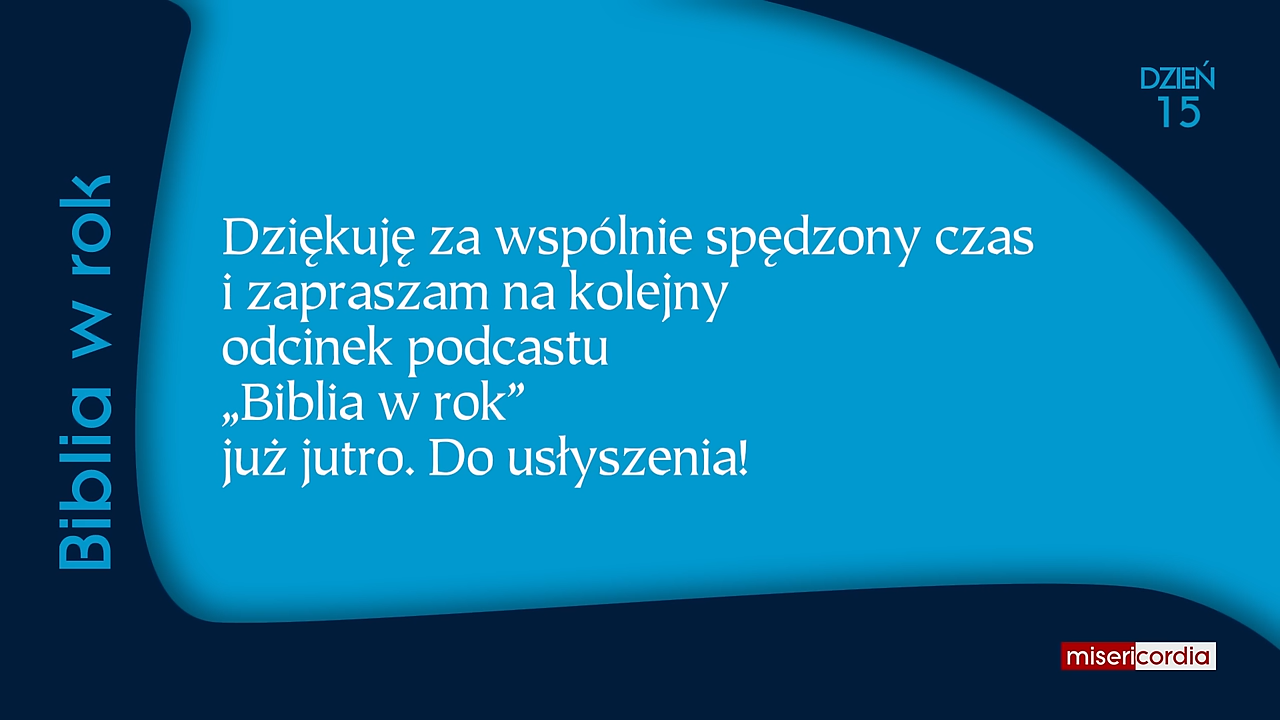 Biblia w rok
DZIEŃ
15
Dziękuję za wspólnie spędzony czas
i zapraszam na kolejny
odcinek podcastu
„Biblia w rok”
już jutro. Do usłyszenia!
misericordia